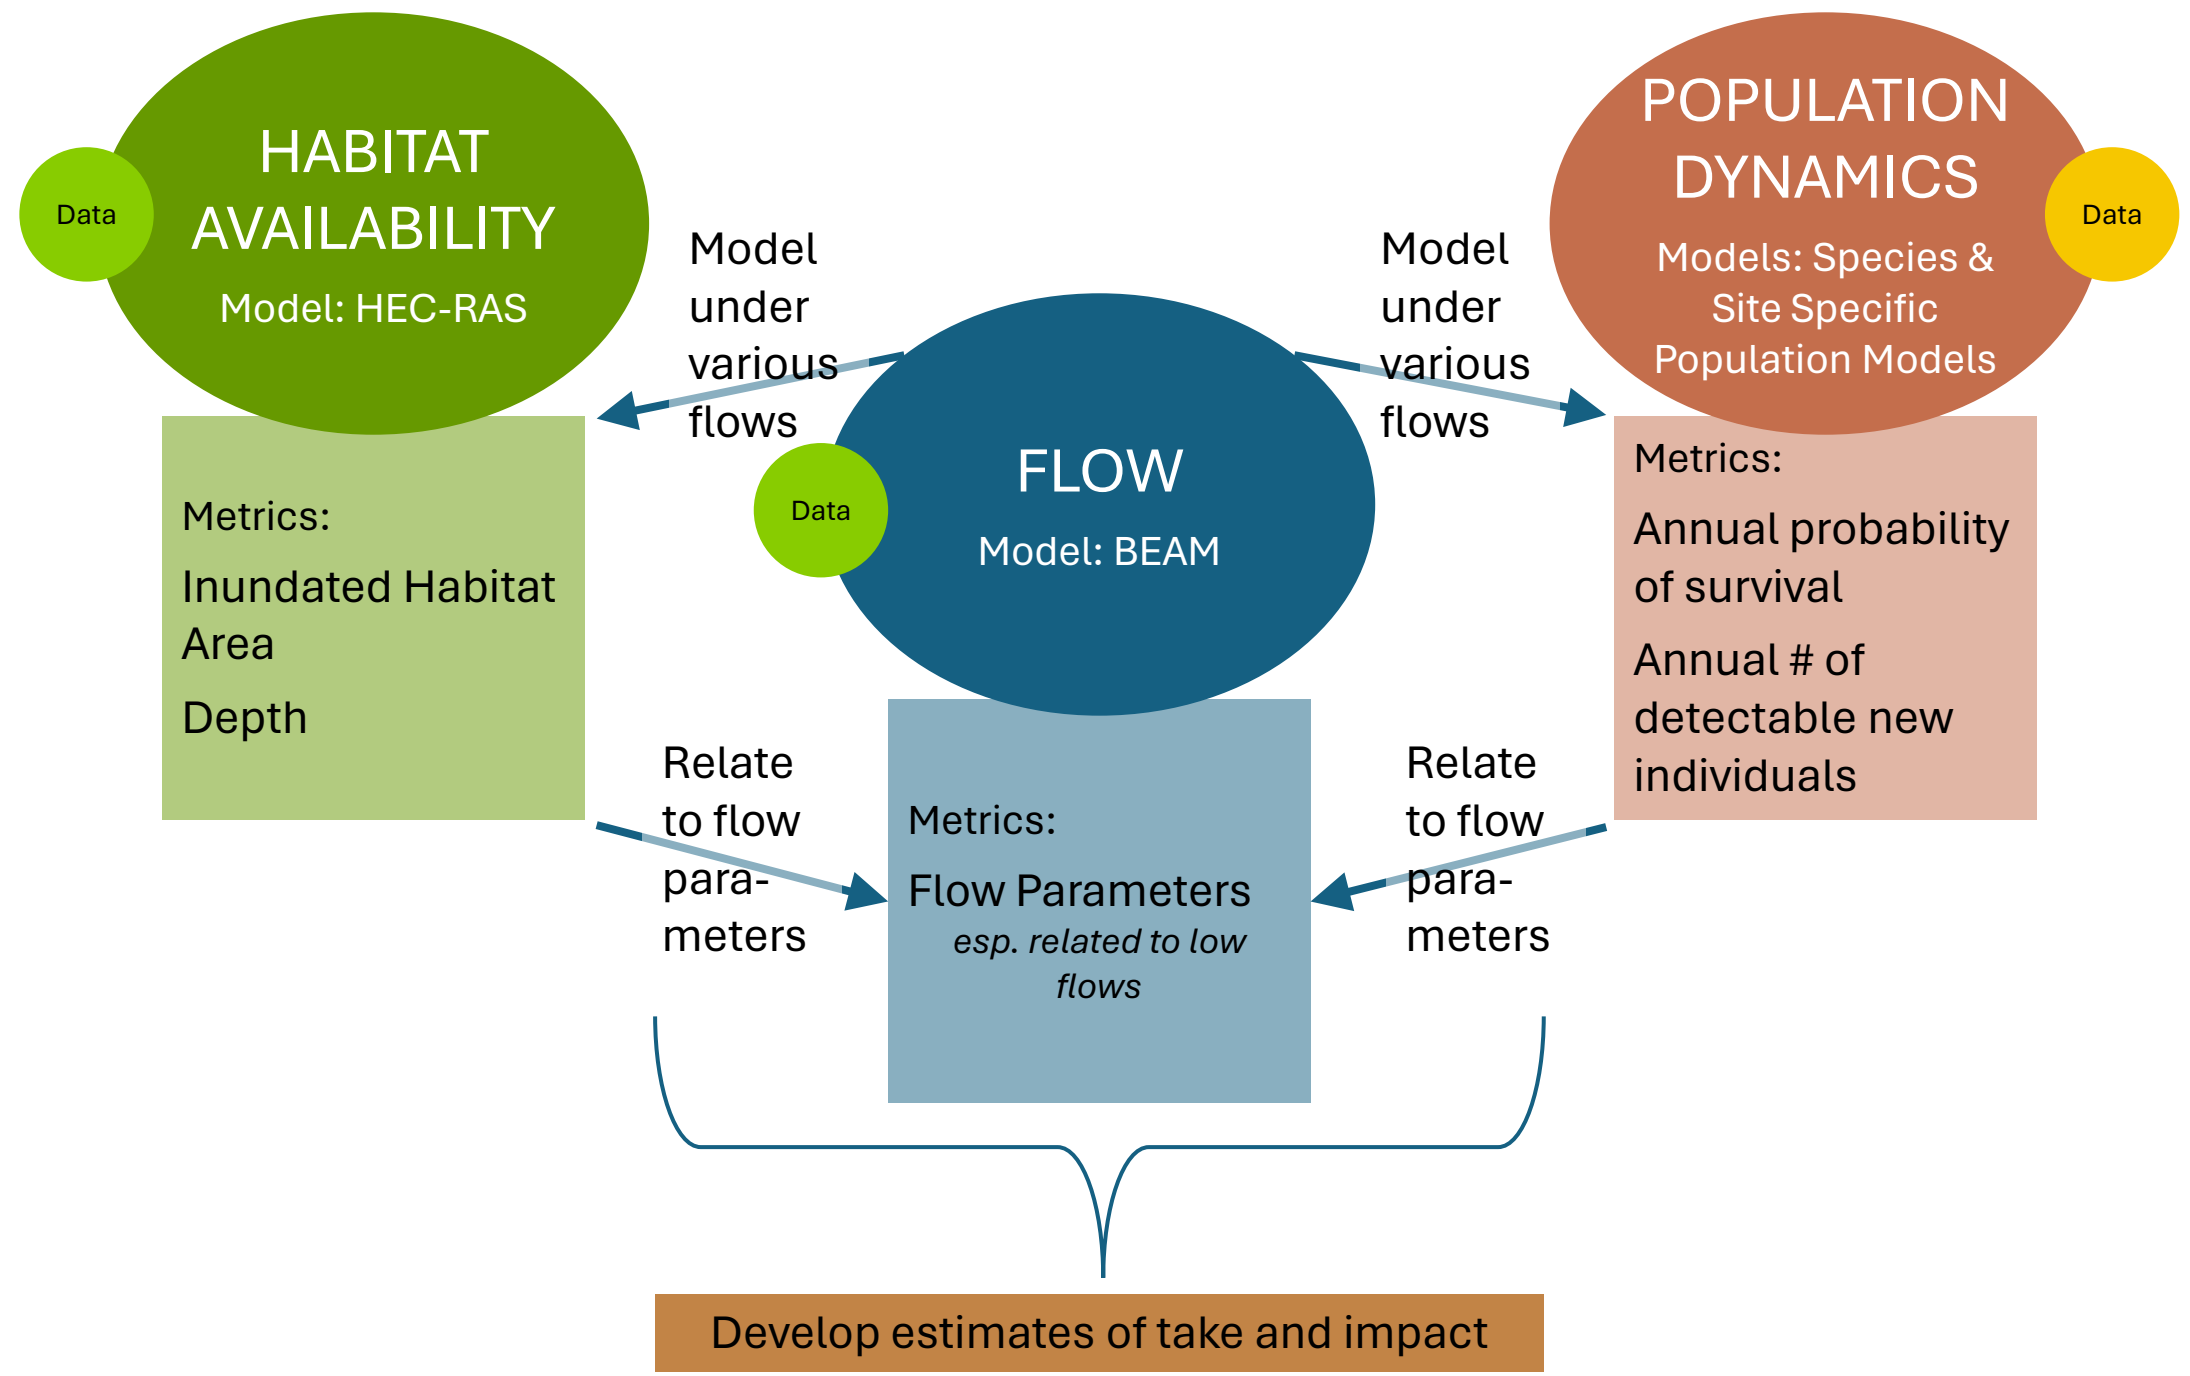 HABITAT
AVAILABILITY
Model: HEC-RAS
Data
Metrics:
Inundated Habitat
Area
Depth
Model
under
various
flows
Data
FLOW
Model: BEAM
Model
under
various
flows
POPULATION
DYNAMICS
Models: Species &
Site Specific
Population Models
Data
Metrics:
Annual probability
of survival
Annual # of
detectable new
individuals
Relate
to flow
para-
meters
Metrics:
Flow Parameters
esp. related to low
flows
Relate
to flow
para-
meters
Develop estimates of take and impact